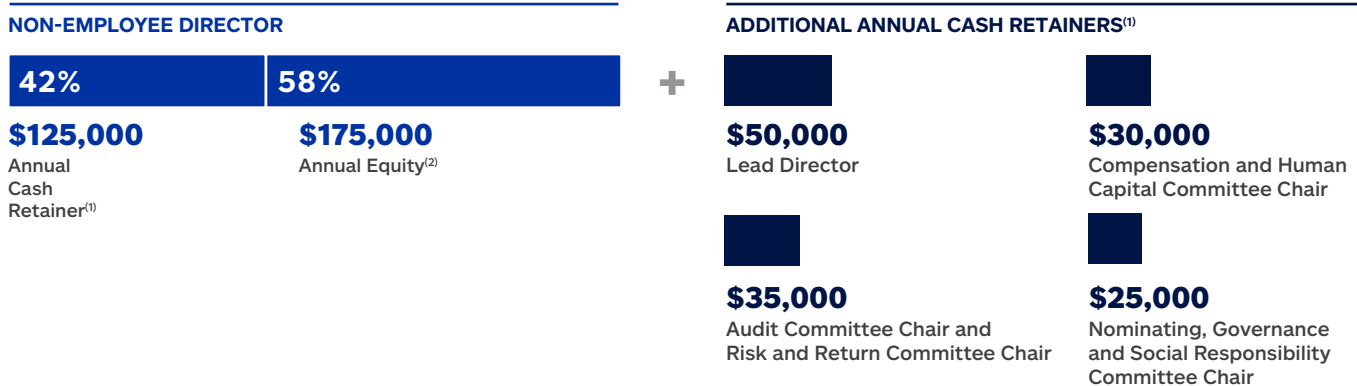 NON-EMPLOYEE DIRECTOR
42%
58%
$125,000
Annual
Cash
Retainer(1)
$175,000
Annual Equity(2)
+
ADDITIONAL ANNUAL CASH RETAINERS(1)
$50,000
Lead Director
$30,000
Compensation and Human
Capital Committee Chair
$35,000
Audit Committee Chair and
Risk and Return Committee Chair
$25,000
Nominating, Governance
and Social Responsibility
Committee Chair